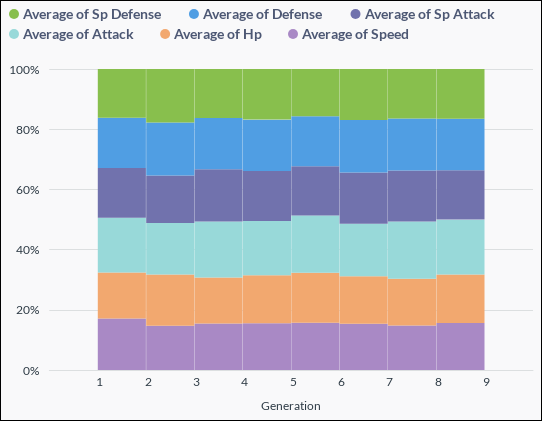 Average of Sp Defense Average of Defense Average of Sp Attack
Average of Attack Average of Hp Average of Speed
100%
80%
60%
40%
20%
0%
1 2 3 4 5 6 7 8 9
Generation